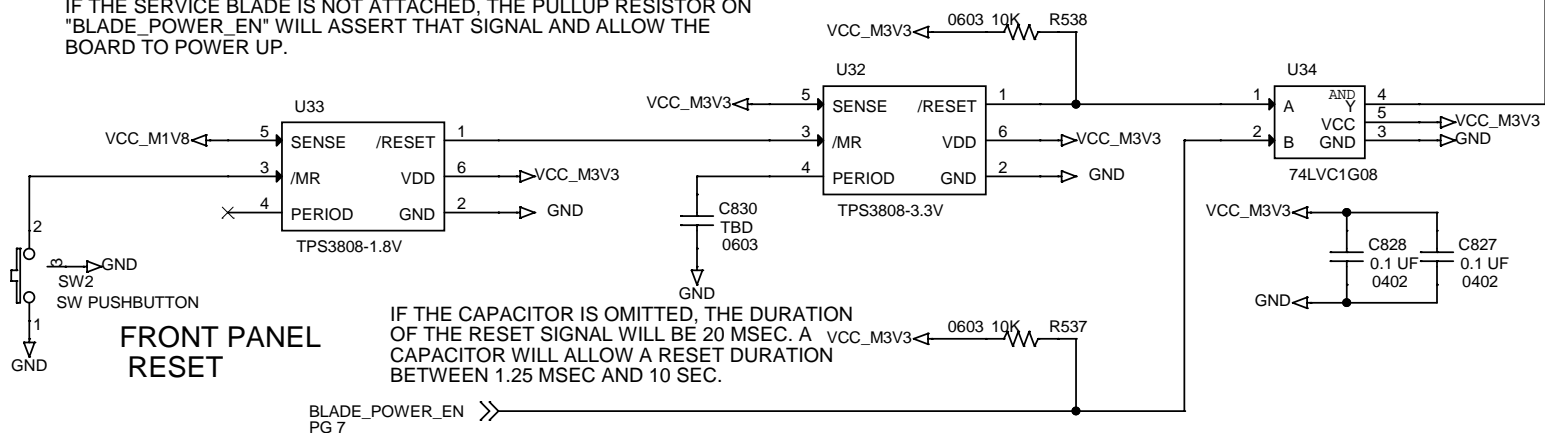 IF THE SERVICE BLADE IS NOT ATTACHED, THE PULLUP RESISTOR ON
"BLADE_POWER_EN" WILL ASSERT THAT SIGNAL AND ALLOW THE
BOARD TO POWER UP.
VCC_M3V3 0603 10K R538
U33
VCC_M1V8 5 SENSE /RESET 1
3 /MR VDD 6 VCC_M3V3
4 PERIOD GND 2 GND
TPS3808-1.8V
U32
VCC_M3V3 5 SENSE /RESET 1
3 /MR VDD 6 VCC_M3V3
4 PERIOD GND 2 GND
TPS3808-3.3V
U34
1 A AND Y 4
VCC 5 VCC_M3V3
2 B GND 3 GND
74LVC1G08
C830
TBD
0603
GND
VCC_M3V3
C828
0.1 UF
0402
C827
0.1 UF
0402
GND
2
3 GND
SW2
SW PUSHBUTTON
1
GND
FRONT PANEL
RESET
IF THE CAPACITOR IS OMITTED, THE DURATION
OF THE RESET SIGNAL WILL BE 20 MSEC. A
CAPACITOR WILL ALLOW A RESET DURATION
BETWEEN 1.25 MSEC AND 10 SEC.
VCC_M3V3 0603 10K R537
BLADE_POWER_EN
PG 7